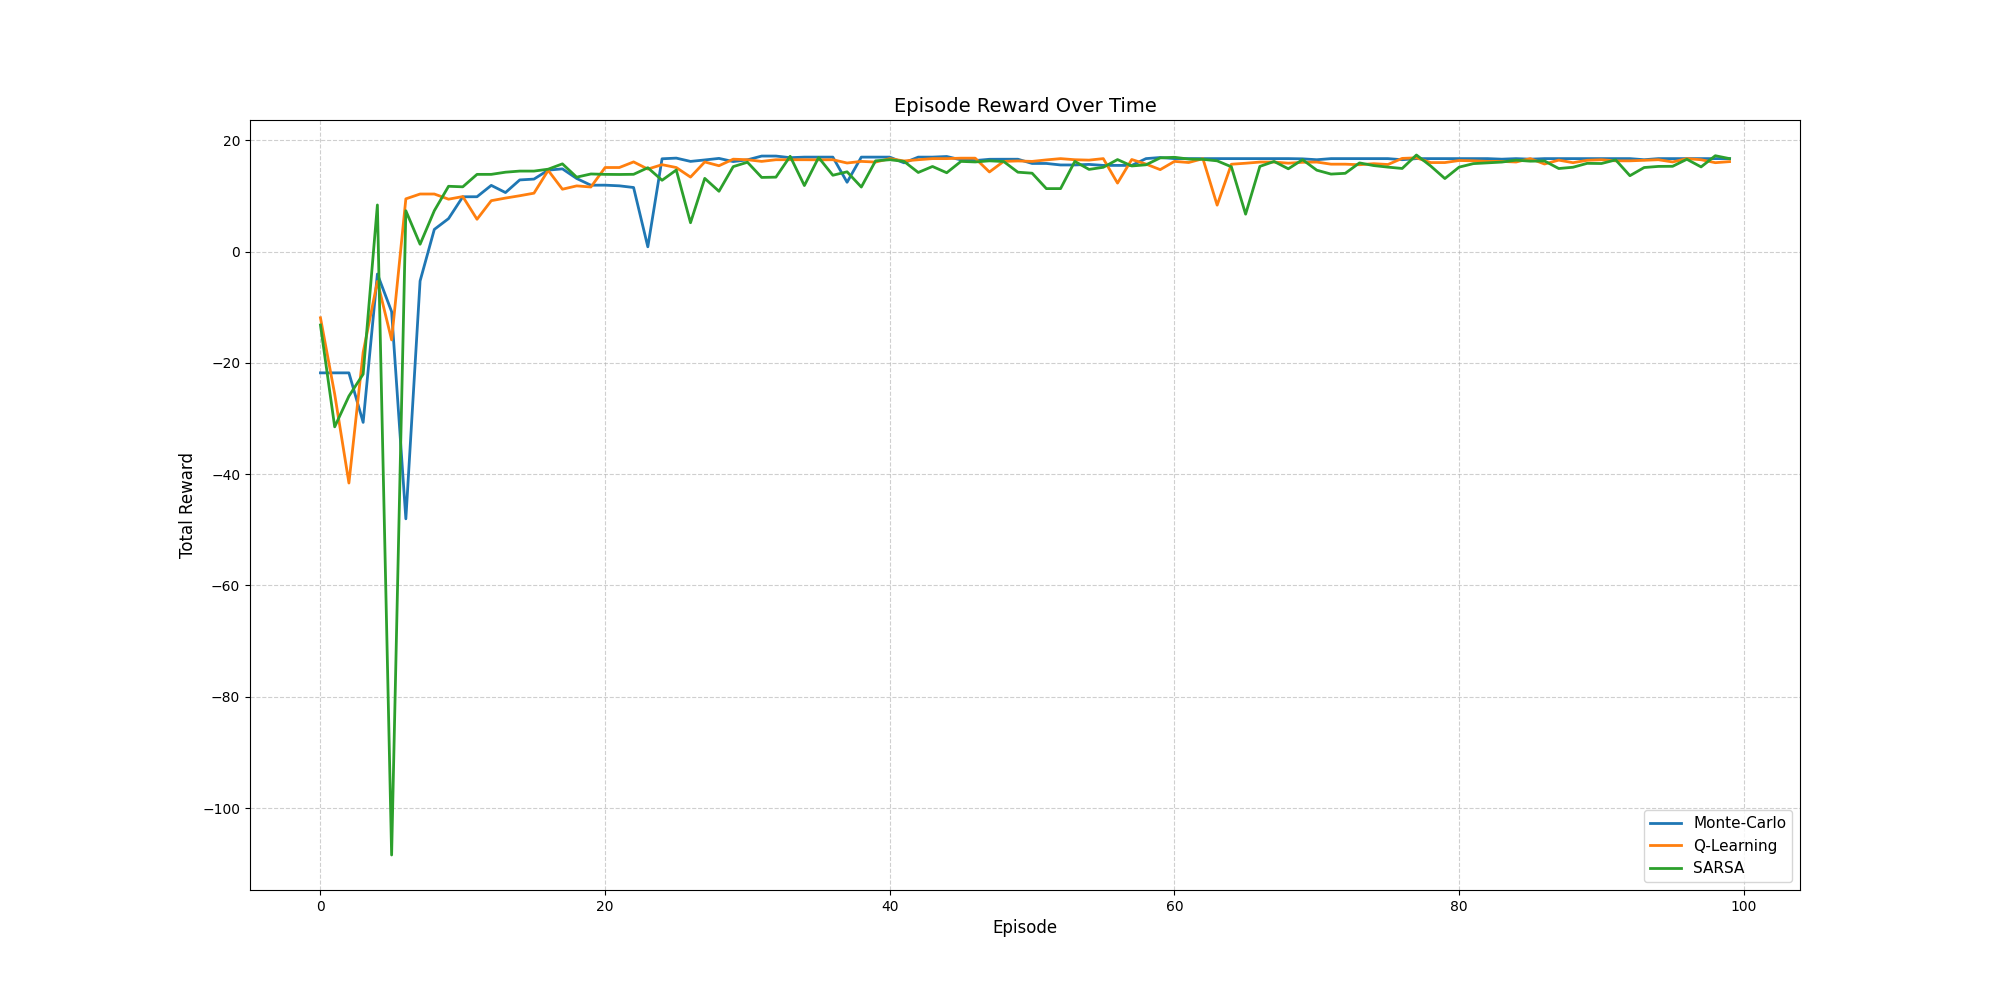 Episode Reward Over Time
Total Reward
20
0
−20
−40
−60
−80
−100
0
20
40
60
80
100
Episode
Monte-Carlo
Q-Learning
SARSA